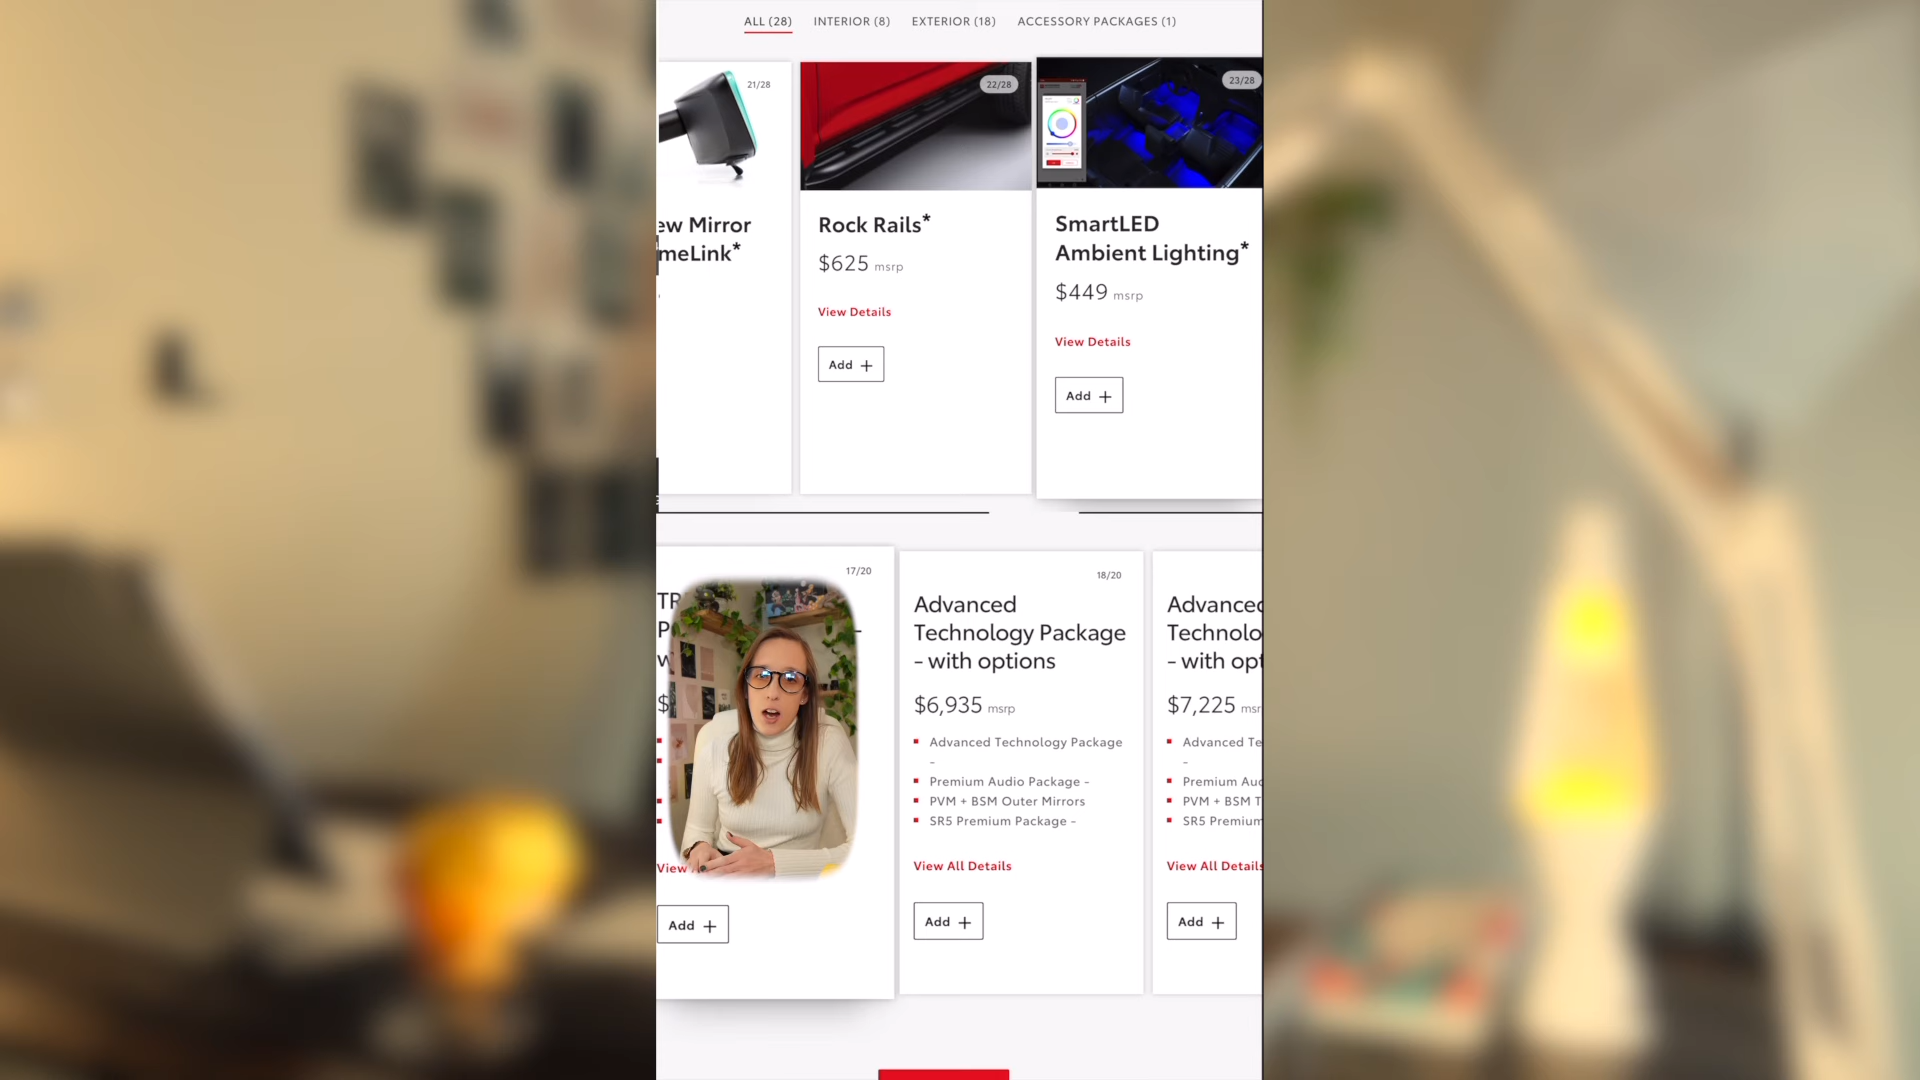 ALL (28) INTERIOR (8) EXTERIOR (18) ACCESSORY PACKAGES (1)
21/28
ew Mirror
meLink*
22/28
Rock Rails*
$625 msrp
View Details
Add +
23/28
SmartLED
Ambient Lighting*
$449 msrp
View Details
Add +
17/20
TR
P
w
$
View
Add +
18/20
Advanced
Technology Package
- with options
$6,935 msrp
Advanced Technology Package
-
Premium Audio Package -
PVM + BSM Outer Mirrors
SR5 Premium Package -
View All Details
Add +
Advanced
Technolo
- with opt
$7,225 msr
Advanced Te
-
Premium Aud
PVM + BSM T
SR5 Premium
View All Details
Add +